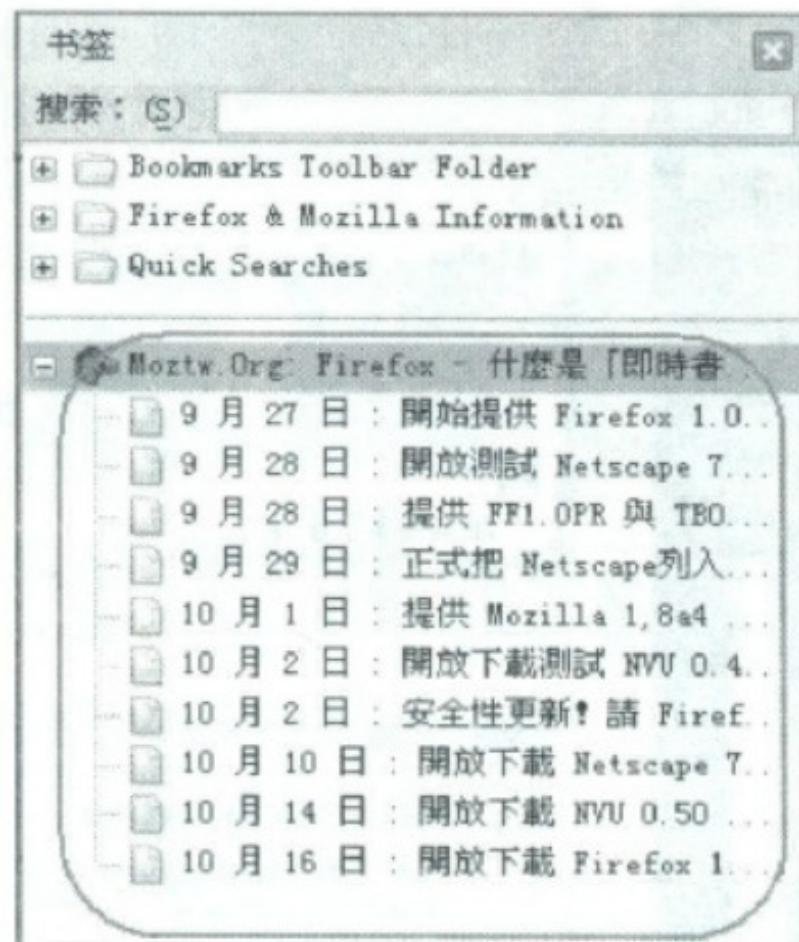 书签
搜索：(S)
Bookmarks Toolbar Folder
Firefox & Mozilla Information
Quick Searches
Moztw.Org: Firefox - 什麼是「即時書...
9 月 27 日 : 開始提供 Firefox 1.0...
9 月 28 日 : 開放測試 Netscape 7...
9 月 28 日 : 提供 FF1.0PR 與 TB0...
9 月 29 日 : 正式把 Netscape列入...
10 月 1 日 : 提供 Mozilla 1,8a4 ...
10 月 2 日 : 開放下載測試 NVU 0.4...
10 月 2 日 : 安全性更新! 請 Firef...
10 月 10 日 : 開放下載 Netscape 7...
10 月 14 日 : 開放下載 NVU 0.50 ...
10 月 16 日 : 開放下載 Firefox 1...